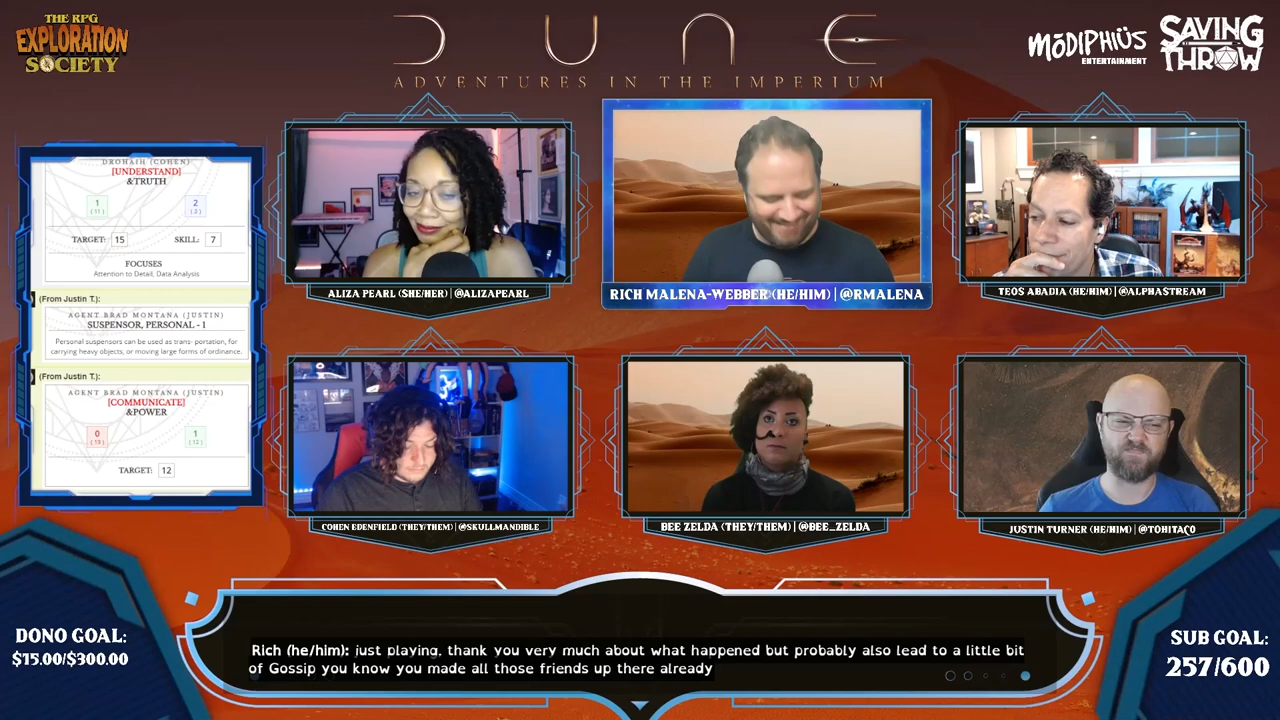 THE RPG
EXPLORATION
SOCIETY
DUNE
ADVENTURES IN THE IMPERIUM
MŌDIPHIÜS
ENTERTAINMENT
SAVING
THROW
DROHAIH (COHEN)
[UNDERSTAND]
&TRUTH
1 2
(11) (2)
TARGET: 15 SKILL: 7
FOCUSES
Attention to Detail, Data Analysis
(From Justin T.):
AGENT BRAD MONTANA (JUSTIN)
SUSPENSOR, PERSONAL - 1
Personal suspensors can be used as trans- portation, for
carrying heavy objects, or moving large forms of ordinance.
(From Justin T.):
AGENT BRAD MONTANA (JUSTIN)
[COMMUNICATE]
&POWER
0 1
(12)
TARGET: 12
ALIZA PEARL (SHE/HER) | @ALIZAPEARL
RICH MALENA-WEBBER (HE/HIM) | @RMALENA
TEOS ABADIA (HE/HIM) | @ALPHASTREAM
COHEN EDENFIELD (THEY/THEM) | @SKULLMANDIBLE
BEE ZELDA (THEY/THEM) | @BEE_ZELDA
JUSTIN TURNER (HE/HIM) | @TOHITACO
DONO GOAL:
$15.00/$300.00
Rich (he/him): just playing. thank you very much about what happened but probably also lead to a little bit
of Gossip you know you made all those friends up there already
SUB GOAL:
257/600